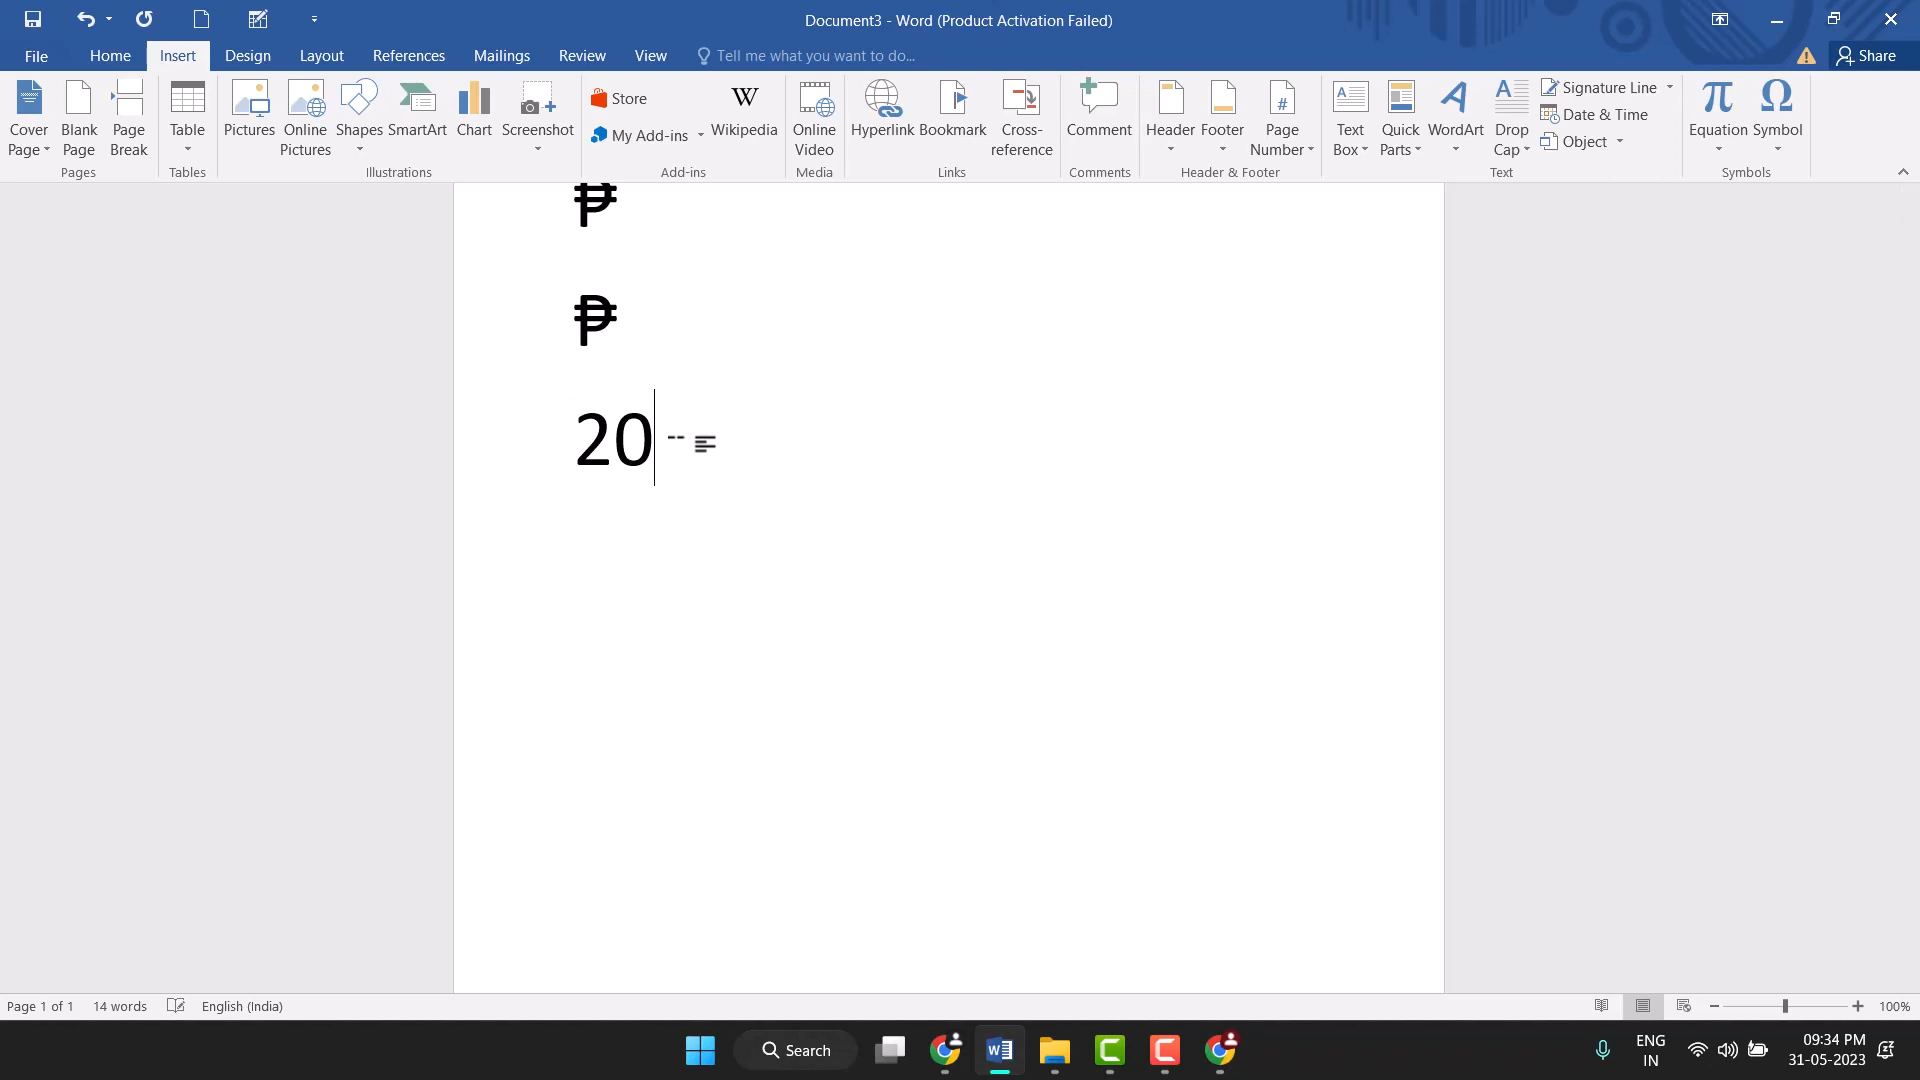 Document3 - Word (Product Activation Failed)
File Home Insert Design Layout References Mailings Review View Tell me what you want to do... Share
Cover Page
Blank Page
Page Break
Pages
Table
Tables
Pictures
Online Pictures
Shapes
SmartArt
Chart
Screenshot
Illustrations
Store
My Add-ins
W
Wikipedia
Add-ins
Online Video
Media
Hyperlink
Bookmark
Cross-reference
Links
Comment
Comments
Header
Footer
#
Page Number
Header & Footer
A
Text Box
Quick Parts
A
WordArt
A
Drop Cap
Signature Line
Date & Time
Object
Text
π
Equation
Ω
Symbol
Symbols
₱
₱
20
Page 1 of 1 14 words English (India) 100%
Search
ENG
IN
09:34 PM
31-05-2023